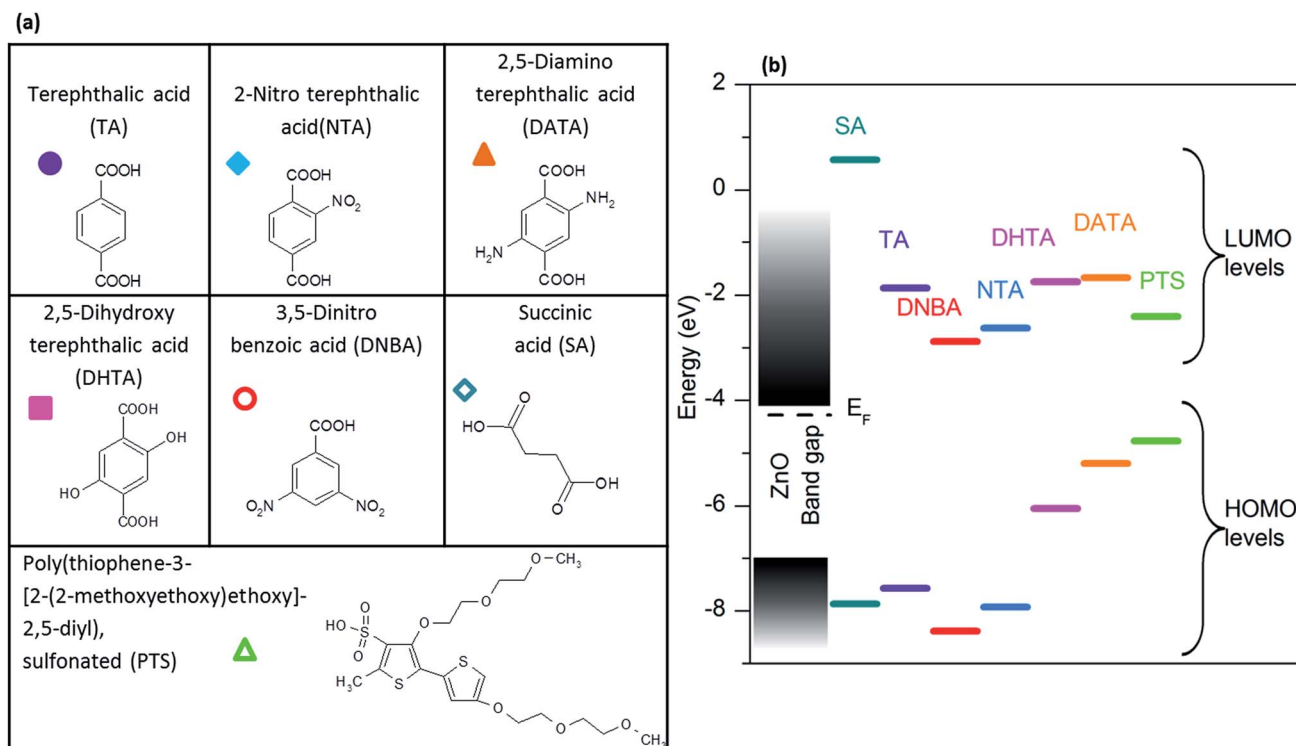 (a)
Terephthalic acid
(TA)
COOH
COOH
2-Nitro terephthalic
acid(NTA)
COOH
NO2
COOH
2,5-Diamino
terephthalic acid
(DATA)
COOH
NH2
H2N
COOH
2,5-Dihydroxy
terephthalic acid
(DHTA)
COOH
OH
HO
COOH
3,5-Dinitro
benzoic acid (DNBA)
COOH
O2N
NO2
Succinic
acid (SA)
O
HO
OH
O
Poly(thiophene-3-
[2-(2-methoxyethoxy)ethoxy]-
2,5-diyl),
sulfonated (PTS)
O
HO
S
O
O
O
O
CH3
H3C
S
S
O
O
O
CH3
(b)
Energy (eV)
2
0
-2
-4
-6
-8
SA
TA
DNBA
NTA
DHTA
DATA
PTS
EF
ZnO
Band gap
LUMO
levels
HOMO
levels